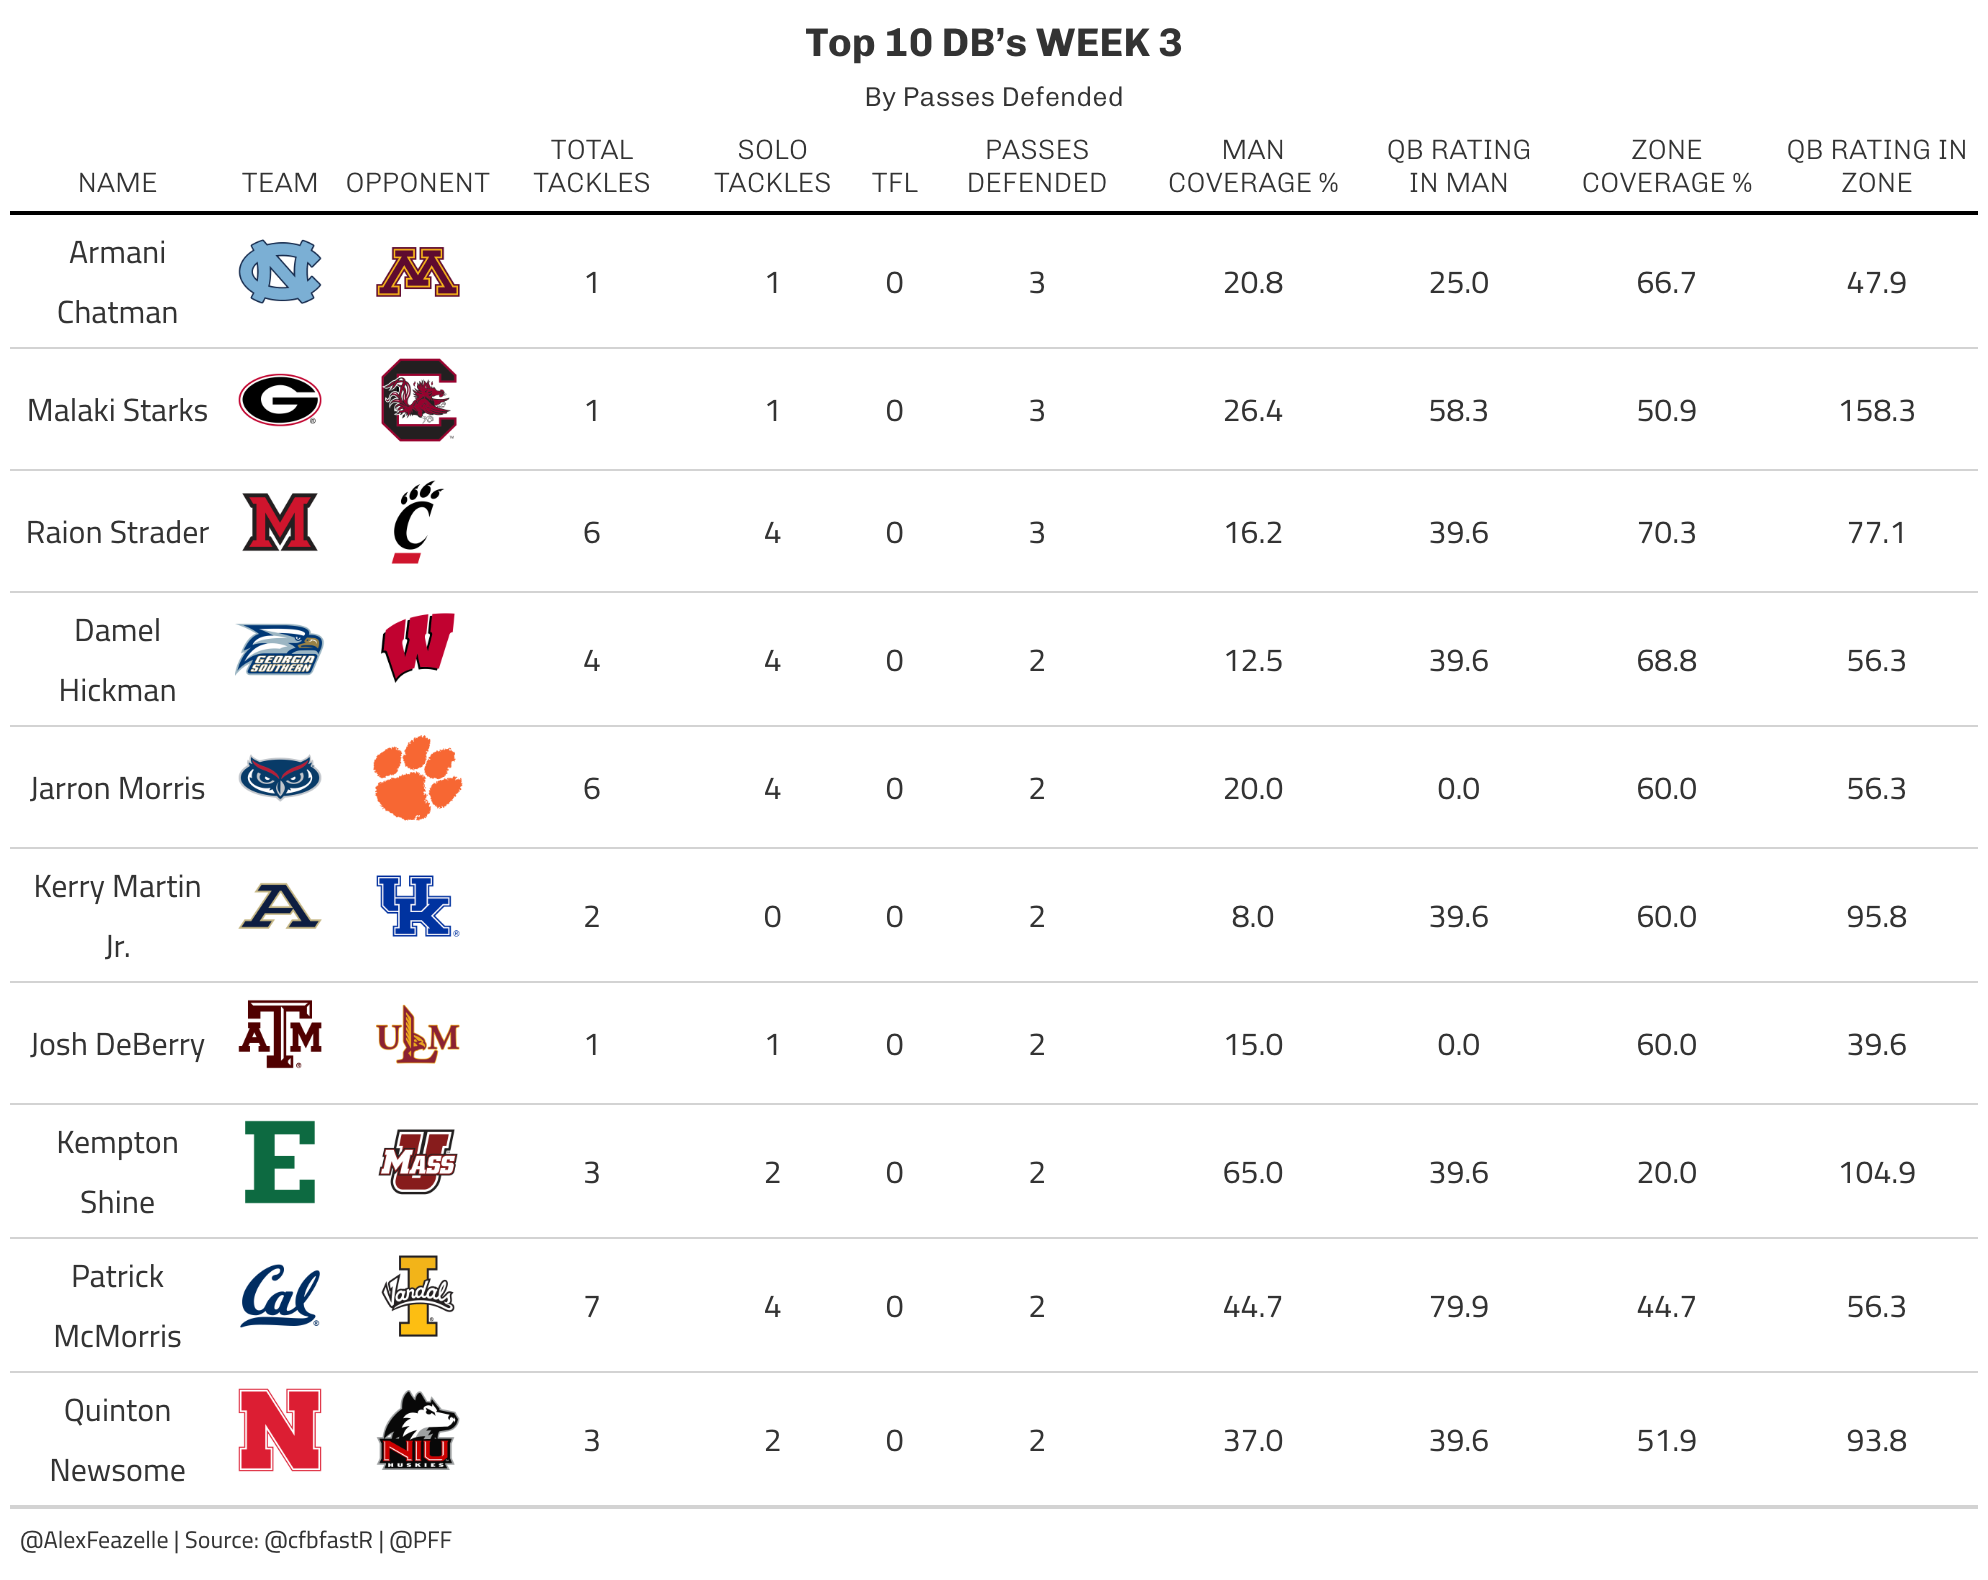 Top 10 DB’s WEEK 3
By Passes Defended
NAME TEAM OPPONENT TOTAL TACKLES SOLO TACKLES TFL PASSES DEFENDED MAN COVERAGE % QB RATING IN MAN ZONE COVERAGE % QB RATING IN ZONE
Armani Chatman NC M 1 1 0 3 20.8 25.0 66.7 47.9
Malaki Starks G C 1 1 0 3 26.4 58.3 50.9 158.3
Raion Strader M C 6 4 0 3 16.2 39.6 70.3 77.1
Damel Hickman GEORGIA SOUTHERN W 4 4 0 2 12.5 39.6 68.8 56.3
Jarron Morris 6 4 0 2 20.0 0.0 60.0 56.3
Kerry Martin Jr. A UK 2 0 0 2 8.0 39.6 60.0 95.8
Josh DeBerry ATM ULM 1 1 0 2 15.0 0.0 60.0 39.6
Kempton Shine E U MASS 3 2 0 2 65.0 39.6 20.0 104.9
Patrick McMorris Cal I Vandals 7 4 0 2 44.7 79.9 44.7 56.3
Quinton Newsome N NIU HUSKIES 3 2 0 2 37.0 39.6 51.9 93.8
@AlexFeazelle | Source: @cfbfastR | @PFF